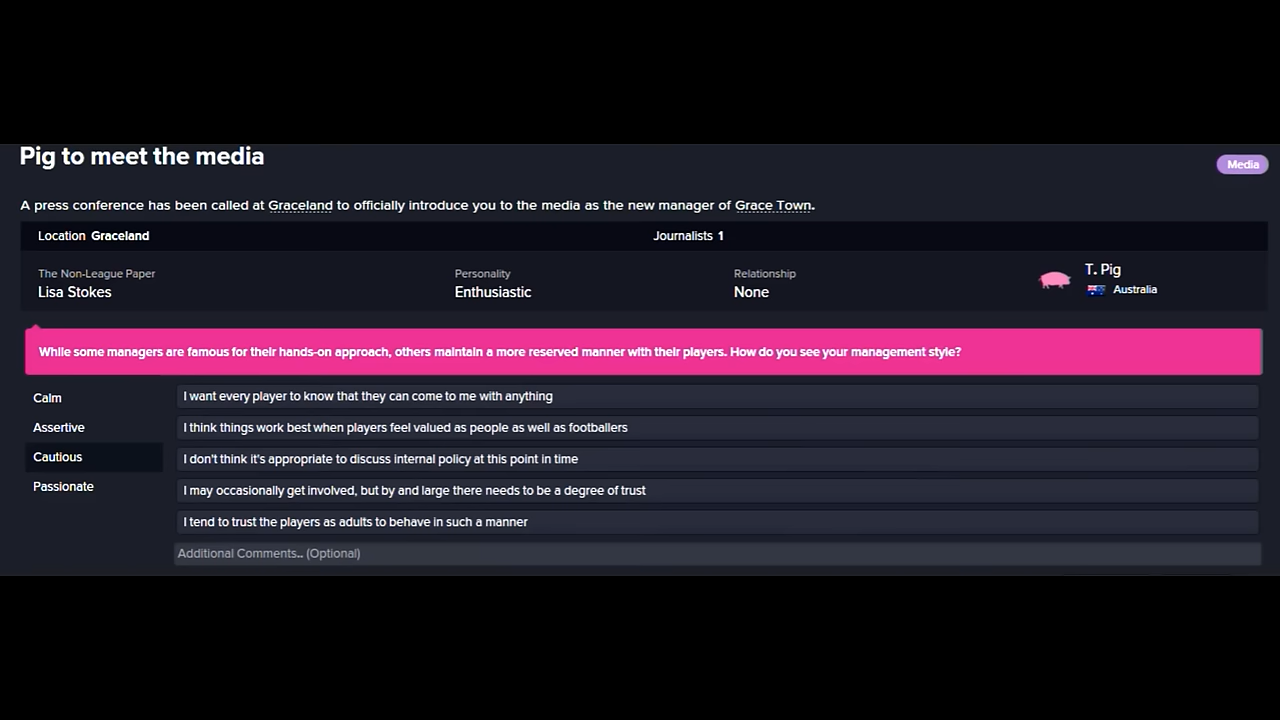 Pig to meet the media
Media
A press conference has been called at Graceland to officially introduce you to the media as the new manager of Grace Town.
Location Graceland
Journalists 1
The Non-League Paper
Lisa Stokes
Personality
Enthusiastic
Relationship
None
T. Pig
Australia
While some managers are famous for their hands-on approach, others maintain a more reserved manner with their players. How do you see your management style?
Calm
Assertive
Cautious
Passionate
I want every player to know that they can come to me with anything
I think things work best when players feel valued as people as well as footballers
I don't think it's appropriate to discuss internal policy at this point in time
I may occasionally get involved, but by and large there needs to be a degree of trust
I tend to trust the players as adults to behave in such a manner
Additional Comments.. (Optional)